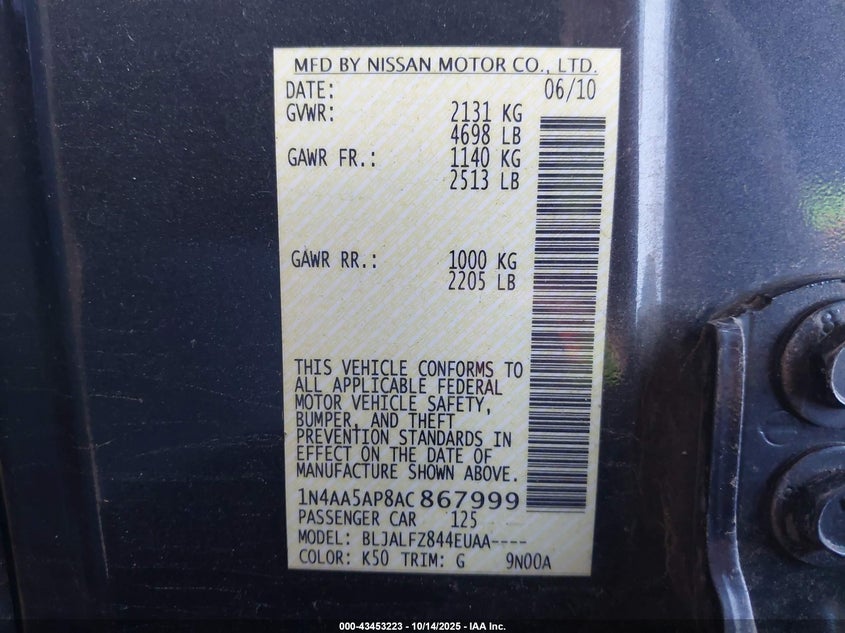 MFD BY NISSAN MOTOR CO., LTD.
DATE: 06/10
GVWR: 2131 KG
4698 LB
GAWR FR.: 1140 KG
2513 LB
GAWR RR.: 1000 KG
2205 LB
THIS VEHICLE CONFORMS TO
ALL APPLICABLE FEDERAL
MOTOR VEHICLE SAFETY,
BUMPER, AND THEFT
PREVENTION STANDARDS IN
EFFECT ON THE DATE OF
MANUFACTURE SHOWN ABOVE.
1N4AA5AP8AC867999
PASSENGER CAR 125
MODEL: BLJALFZ844EUAA----
COLOR: K50 TRIM: G 9N00A
000-43453223 - 10/14/2025 - IAA Inc.